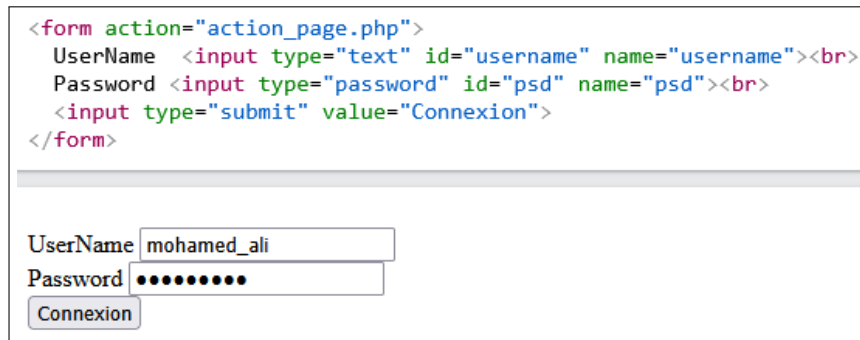 <form action="action_page.php">
UserName  <input type="text" id="username" name="username"><br>
Password <input type="password" id="psd" name="psd"><br>
<input type="submit" value="Connexion">
</form>
UserName mohamed_ali
Password ●●●●●●●●●
Connexion